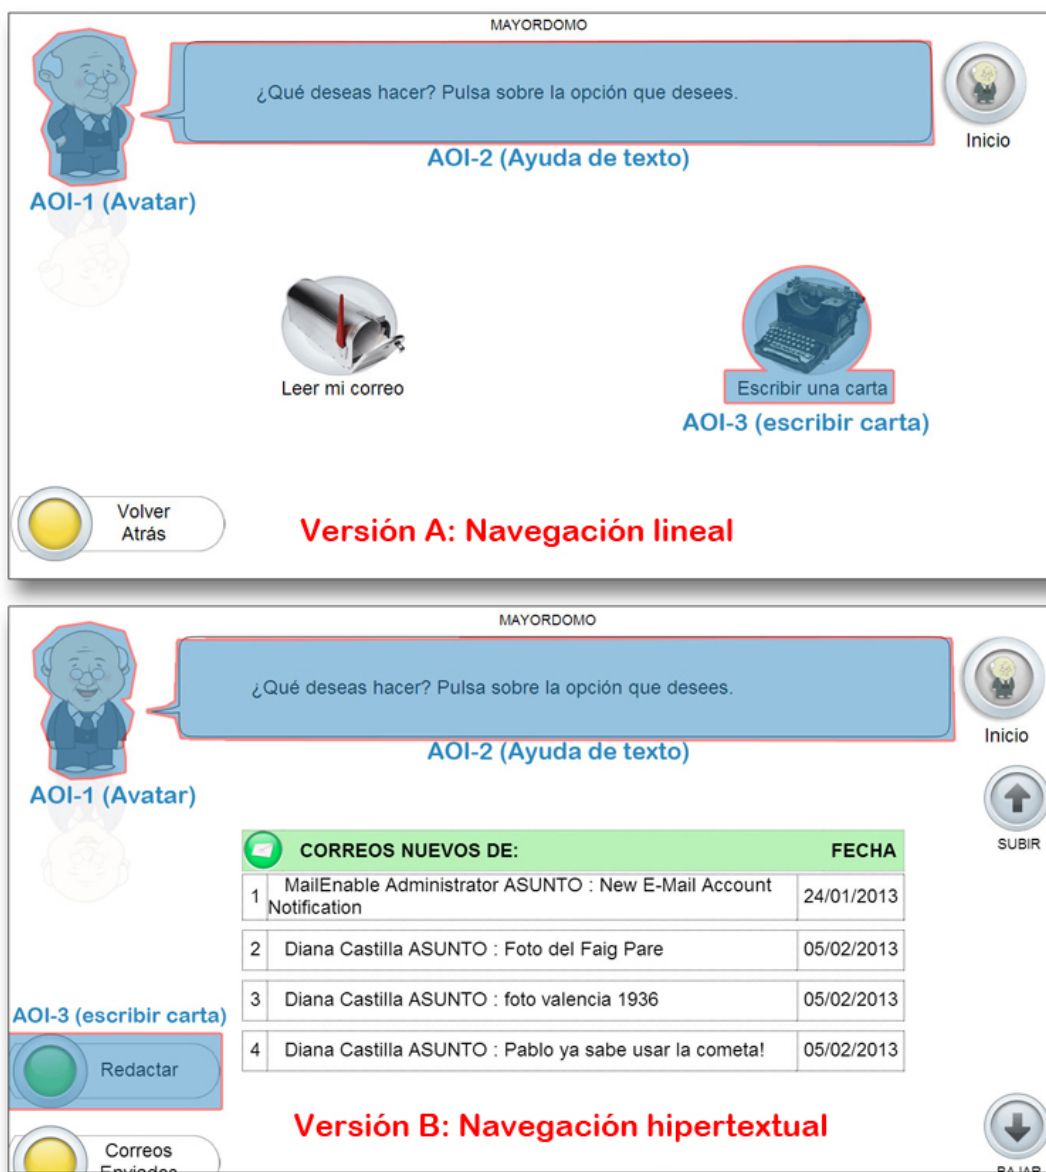 MAYORDOMO
¿Qué deseas hacer? Pulsa sobre la opción que desees.
Inicio
AOI-2 (Ayuda de texto)
AOI-1 (Avatar)
Leer mi correo
Escribir una carta
AOI-3 (escribir carta)
Volver
Atrás
Versión A: Navegación lineal
MAYORDOMO
¿Qué deseas hacer? Pulsa sobre la opción que desees.
Inicio
AOI-2 (Ayuda de texto)
AOI-1 (Avatar)
SUBIR
CORREOS NUEVOS DE: FECHA
1 MailEnable Administrator ASUNTO : New E-Mail Account
Notification 24/01/2013
2 Diana Castilla ASUNTO : Foto del Faig Pare 05/02/2013
3 Diana Castilla ASUNTO : foto valencia 1936 05/02/2013
4 Diana Castilla ASUNTO : Pablo ya sabe usar la cometa! 05/02/2013
AOI-3 (escribir carta)
Redactar
Versión B: Navegación hipertextual
Correos
Enviados
BAJAR